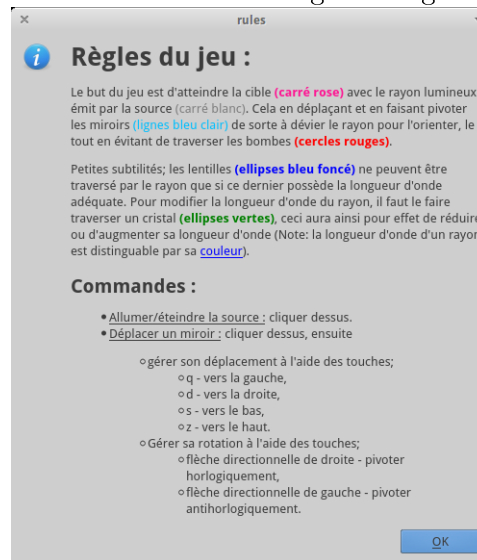 rules
Règles du jeu :
Le but du jeu est d'atteindre la cible (carré rose) avec le rayon lumineux
émit par la source (carré blanc). Cela en déplaçant et en faisant pivoter
les miroirs (lignes bleu clair) de sorte à dévier le rayon pour l'orienter, le
tout en évitant de traverser les bombes (cercles rouges).
Petites subtilités; les lentilles (ellipses bleu foncé) ne peuvent être
traversé par le rayon que si ce dernier possède la longueur d'onde
adéquate. Pour modifier la longueur d'onde du rayon, il faut le faire
traverser un cristal (ellipses vertes), ceci aura ainsi pour effet de réduire
ou d'augmenter sa longueur d'onde (Note: la longueur d'onde d'un rayon
est distinguable par sa couleur).
Commandes :
• Allumer/éteindre la source : cliquer dessus.
• Déplacer un miroir : cliquer dessus, ensuite
◦ gérer son déplacement à l'aide des touches;
◦ q - vers la gauche,
◦ d - vers la droite,
◦ s - vers le bas,
◦ z - vers le haut.
◦ Gérer sa rotation à l'aide des touches;
◦ flèche directionnelle de droite - pivoter
horlogiquement,
◦ flèche directionnelle de gauche - pivoter
antihorlogiquement.
OK